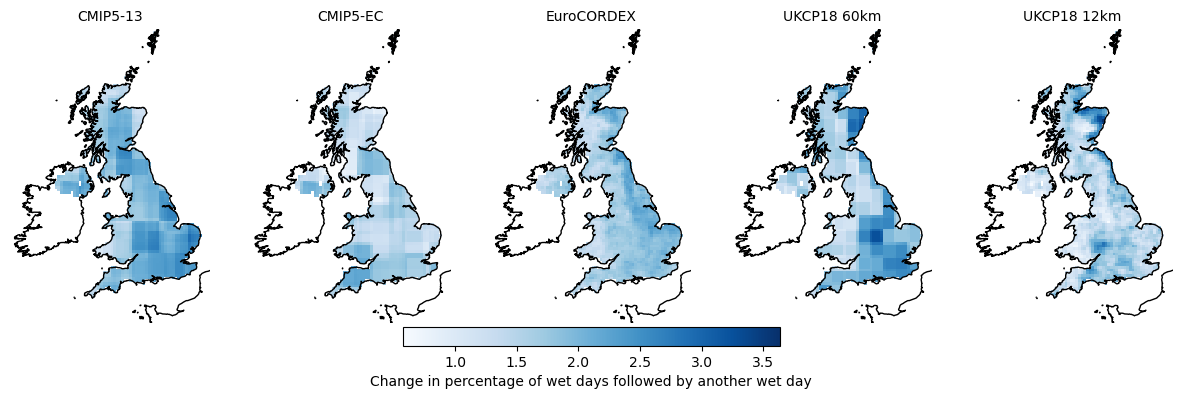 CMIP5-13
CMIP5-EC
EuroCORDEX
UKCP18 60km
UKCP18 12km
1.0 1.5 2.0 2.5 3.0 3.5
Change in percentage of wet days followed by another wet day